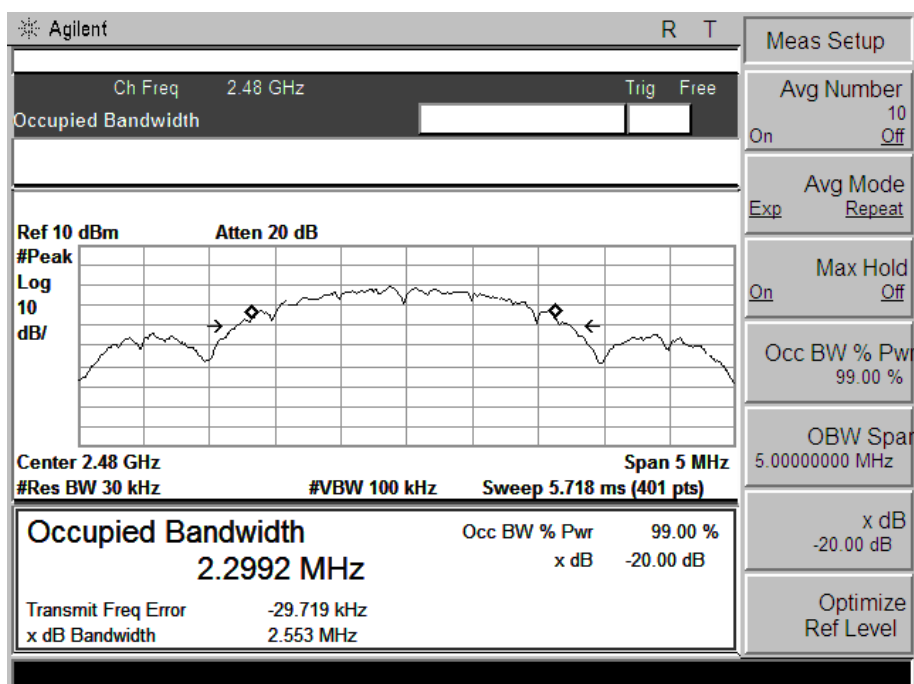 Agilent R T
Ch Freq 2.48 GHz Trig Free
Occupied Bandwidth
Ref 10 dBm Atten 20 dB
#Peak
Log
10
dB/
Center 2.48 GHz Span 5 MHz
#Res BW 30 kHz #VBW 100 kHz Sweep 5.718 ms (401 pts)
Occupied Bandwidth Occ BW % Pwr 99.00 %
2.2992 MHz x dB -20.00 dB
Transmit Freq Error -29.719 kHz
x dB Bandwidth 2.553 MHz
Meas Setup
Avg Number
10
On Off
Avg Mode
Exp Repeat
Max Hold
On Off
Occ BW % Pwr
99.00 %
OBW Span
5.00000000 MHz
x dB
-20.00 dB
Optimize
Ref Level